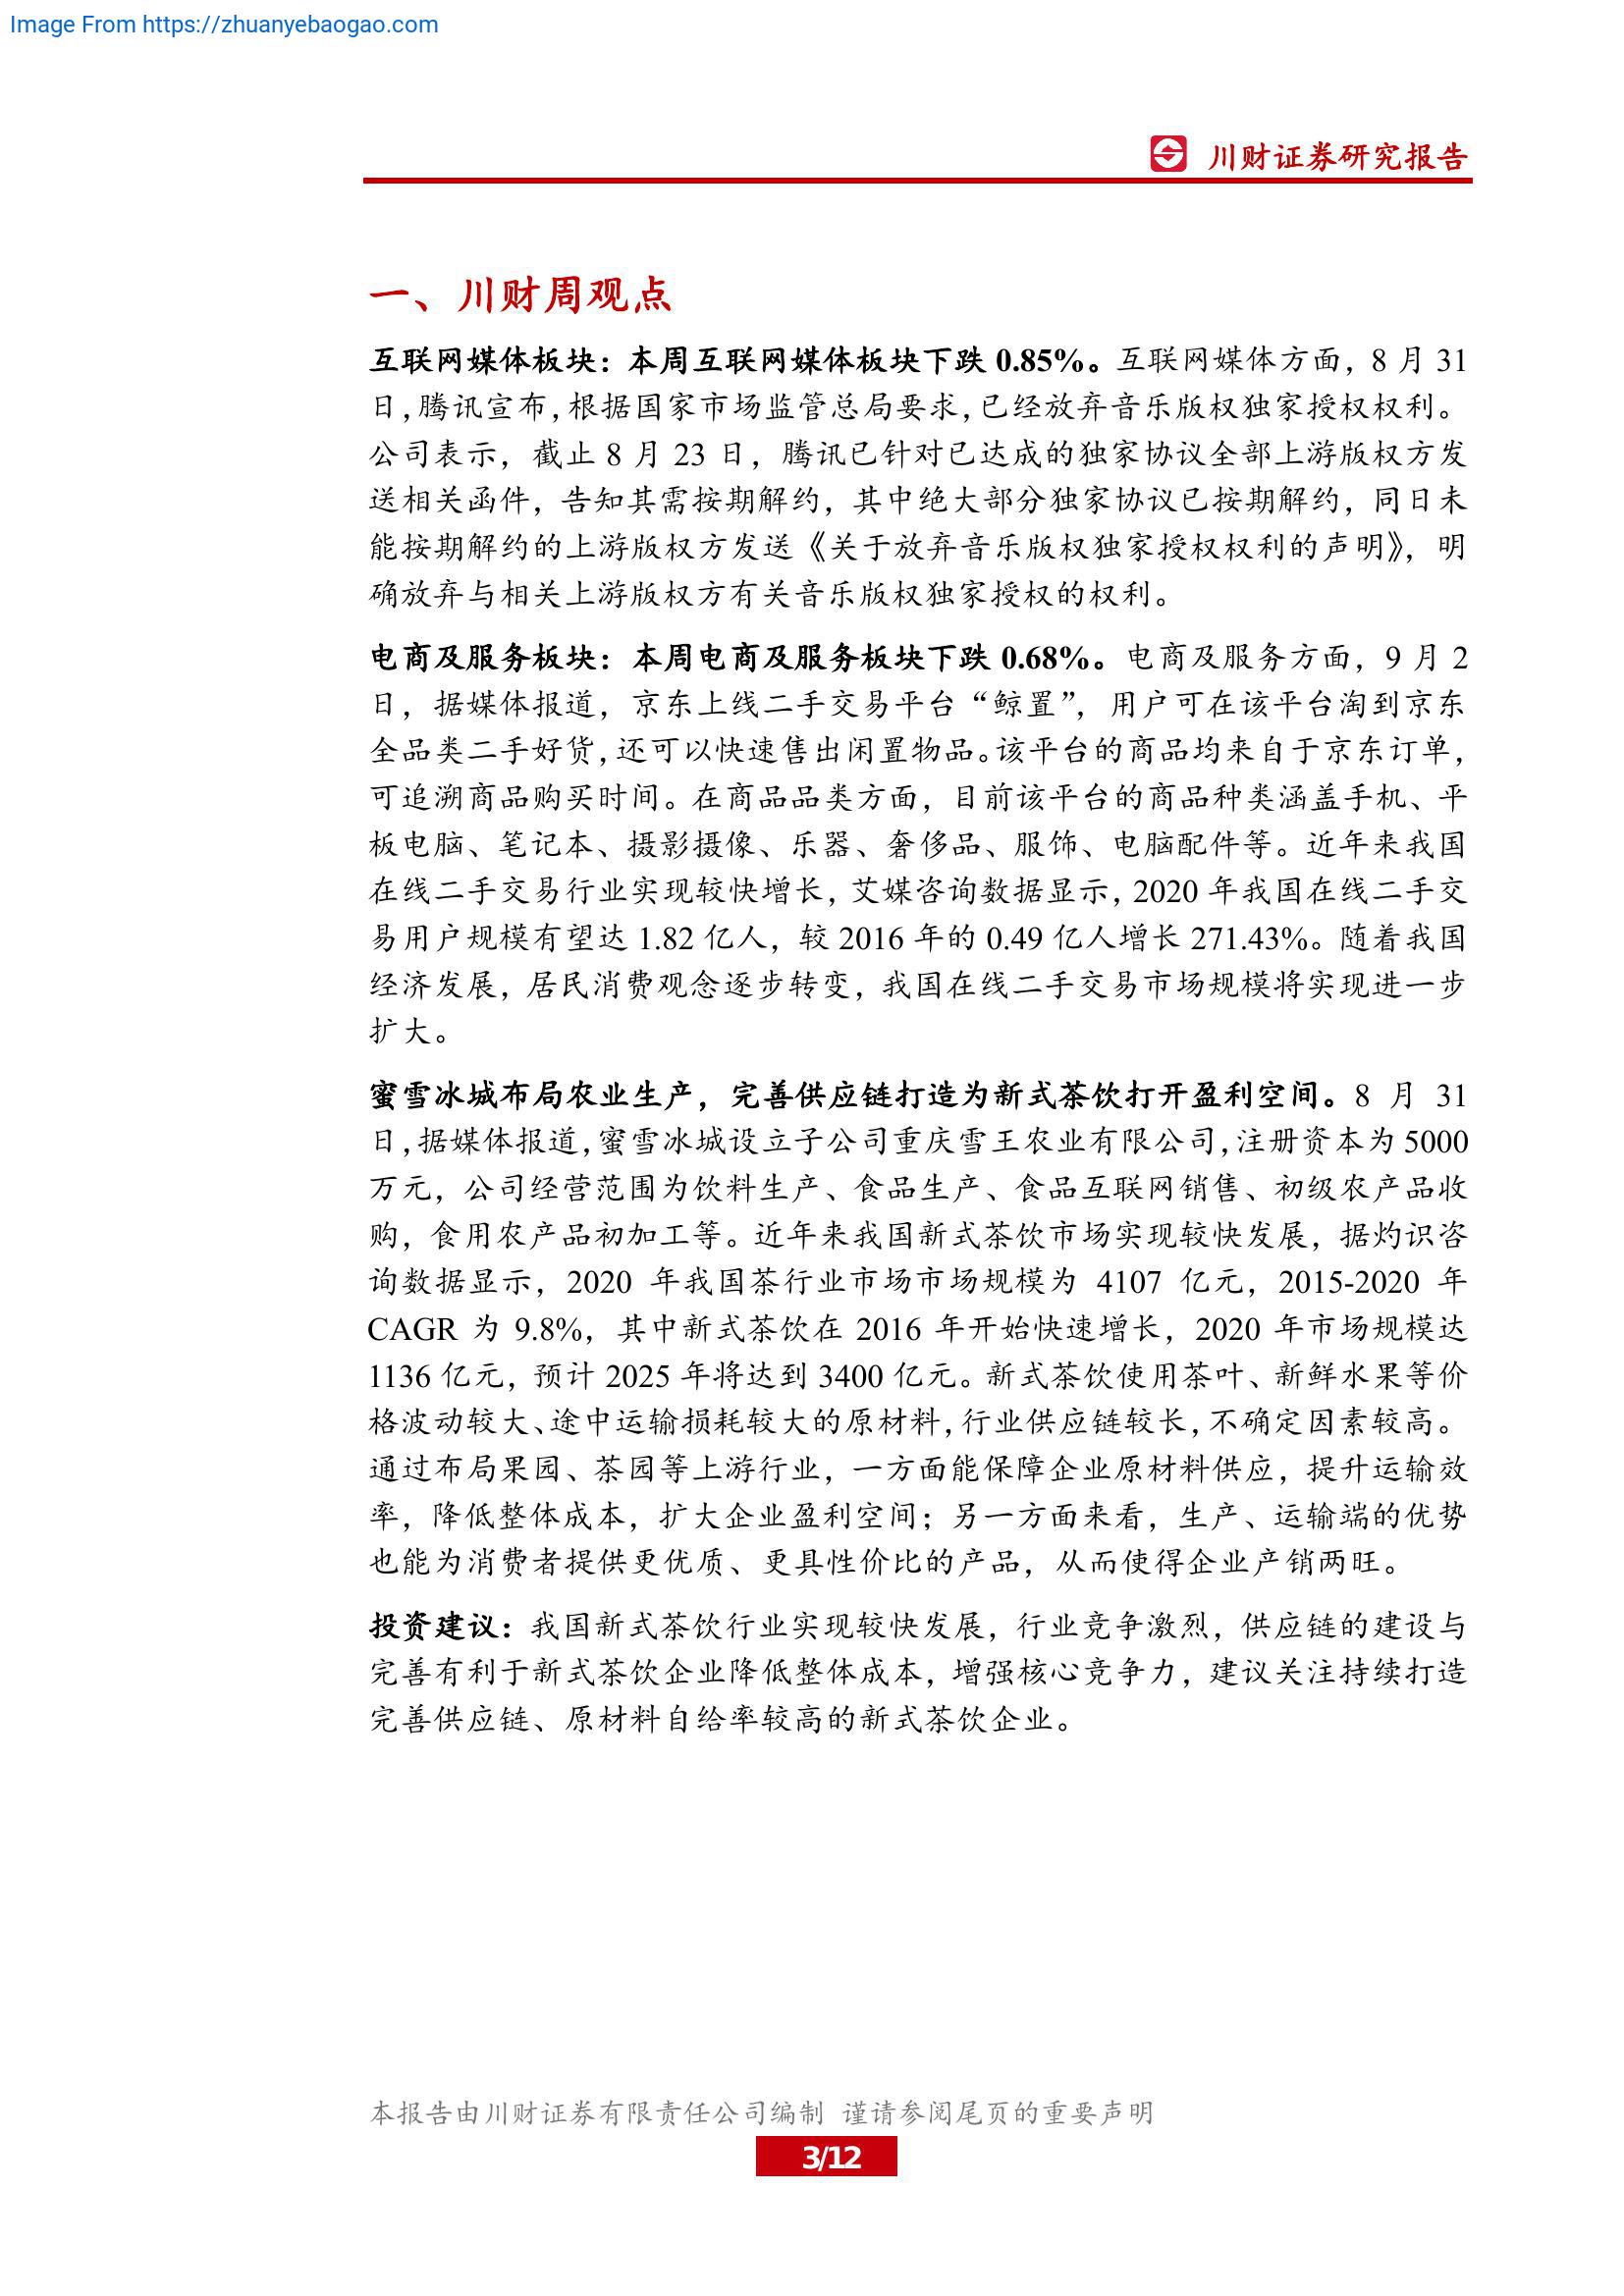 Image From https://zhuanyebaogao.com
川财证券研究报告
一、川财周观点
互联网媒体板块：本周互联网媒体板块下跌 0.85%。互联网媒体方面，8 月 31
日，腾讯宣布，根据国家市场监管总局要求，已经放弃音乐版权独家授权权利。
公司表示，截止 8 月 23 日，腾讯已针对已达成的独家协议全部上游版权方发
送相关函件，告知其需按期解约，其中绝大部分独家协议已按期解约，同日未
能按期解约的上游版权方发送《关于放弃音乐版权独家授权权利的声明》，明
确放弃与相关上游版权方有关音乐版权独家授权的权利。
电商及服务板块：本周电商及服务板块下跌 0.68%。电商及服务方面，9 月 2
日，据媒体报道，京东上线二手交易平台“鲸置”，用户可在该平台淘到京东
全品类二手好货，还可以快速售出闲置物品。该平台的商品均来自于京东订单，
可追溯商品购买时间。在商品品类方面，目前该平台的商品种类涵盖手机、平
板电脑、笔记本、摄影摄像、乐器、奢侈品、服饰、电脑配件等。近年来我国
在线二手交易行业实现较快增长，艾媒咨询数据显示，2020 年我国在线二手交
易用户规模有望达 1.82 亿人，较 2016 年的 0.49 亿人增长 271.43%。随着我国
经济发展，居民消费观念逐步转变，我国在线二手交易市场规模将实现进一步
扩大。
蜜雪冰城布局农业生产，完善供应链打造为新式茶饮打开盈利空间。8 月 31
日，据媒体报道，蜜雪冰城设立子公司重庆雪王农业有限公司，注册资本为 5000
万元，公司经营范围为饮料生产、食品生产、食品互联网销售、初级农产品收
购，食用农产品初加工等。近年来我国新式茶饮市场实现较快发展，据灼识咨
询数据显示，2020 年我国茶行业市场市场规模为 4107 亿元，2015-2020 年
CAGR 为 9.8%，其中新式茶饮在 2016 年开始快速增长，2020 年市场规模达
1136 亿元，预计 2025 年将达到 3400 亿元。新式茶饮使用茶叶、新鲜水果等价
格波动较大、途中运输损耗较大的原材料，行业供应链较长，不确定因素较高。
通过布局果园、茶园等上游行业，一方面能保障企业原材料供应，提升运输效
率，降低整体成本，扩大企业盈利空间；另一方面来看，生产、运输端的优势
也能为消费者提供更优质、更具性价比的产品，从而使得企业产销两旺。
投资建议：我国新式茶饮行业实现较快发展，行业竞争激烈，供应链的建设与
完善有利于新式茶饮企业降低整体成本，增强核心竞争力，建议关注持续打造
完善供应链、原材料自给率较高的新式茶饮企业。
本报告由川财证券有限责任公司编制 谨请参阅尾页的重要声明
3/12